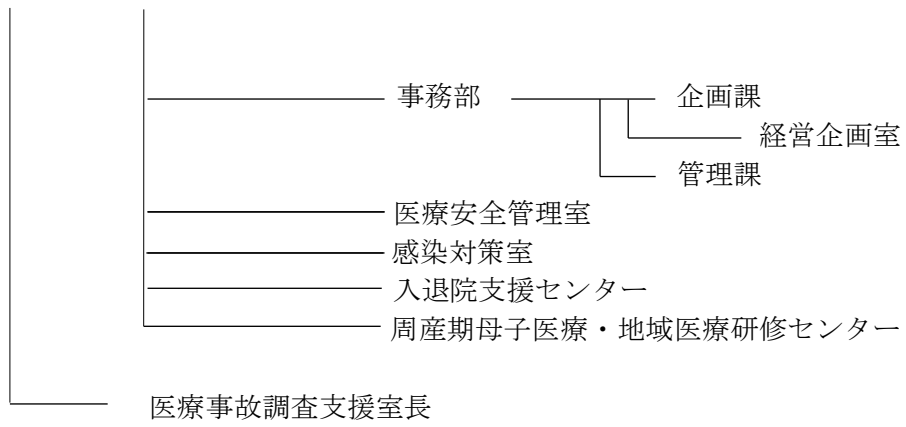 事務部 企画課
経営企画室
管理課
医療安全管理室
感染対策室
入退院支援センター
周産期母子医療・地域医療研修センター
医療事故調査支援室長